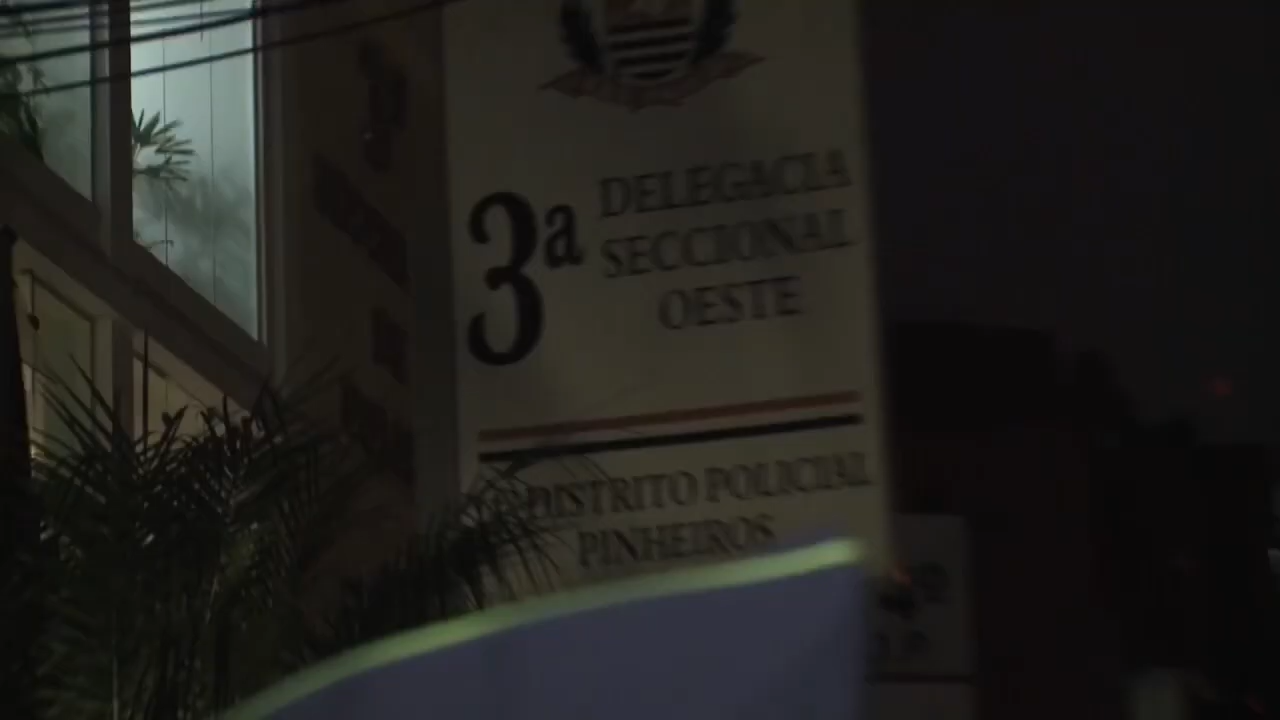 3ª
DELEGACIA
SECCIONAL
OESTE
DISTRITO POLICIAL
PINHEIROS